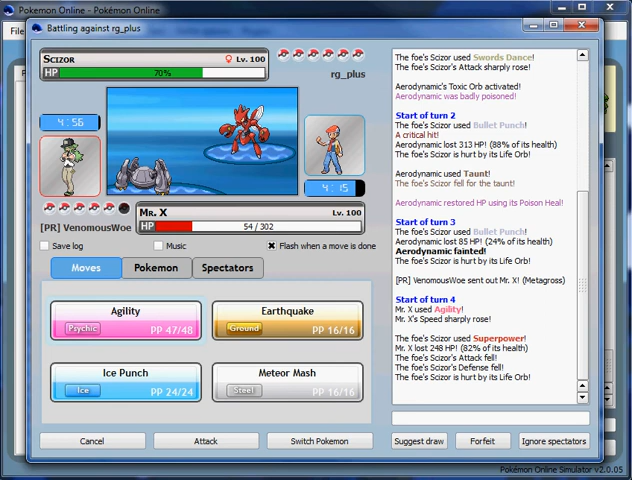 Pokemon Online - Pokemon Online
File
Battling against rg_plus
Scizor ♀ Lv. 100
HP 70%
rg_plus
4:56
4:15
[PR] VenomousWoe
Mr. X Lv. 100
HP 54 / 302
Save log
Music
Flash when a move is done
Moves
Pokemon
Spectators
Agility
Psychic PP 47/48
Earthquake
Ground PP 16/16
Ice Punch
Ice PP 24/24
Meteor Mash
Steel PP 16/16
Cancel
Attack
Switch Pokemon
The foe's Scizor used Swords Dance!
The foe's Scizor's Attack sharply rose!
Aerodynamic's Toxic Orb activated!
Aerodynamic was badly poisoned!
Start of turn 2
The foe's Scizor used Bullet Punch!
A critical hit!
Aerodynamic lost 313 HP! (88% of its health)
The foe's Scizor is hurt by its Life Orb!
Aerodynamic used Taunt!
The foe's Scizor fell for the taunt!
Aerodynamic restored HP using its Poison Heal!
Start of turn 3
The foe's Scizor used Bullet Punch!
Aerodynamic lost 85 HP! (24% of its health)
Aerodynamic fainted!
The foe's Scizor is hurt by its Life Orb!
[PR] VenomousWoe sent out Mr. X! (Metagross)
Start of turn 4
Mr. X used Agility!
Mr. X's Speed sharply rose!
The foe's Scizor used Superpower!
Mr. X lost 248 HP! (82% of its health)
The foe's Scizor's Attack fell!
The foe's Scizor's Defense fell!
The foe's Scizor is hurt by its Life Orb!
Suggest draw
Forfeit
Ignore spectators
Pokémon Online Simulator v2.0.05